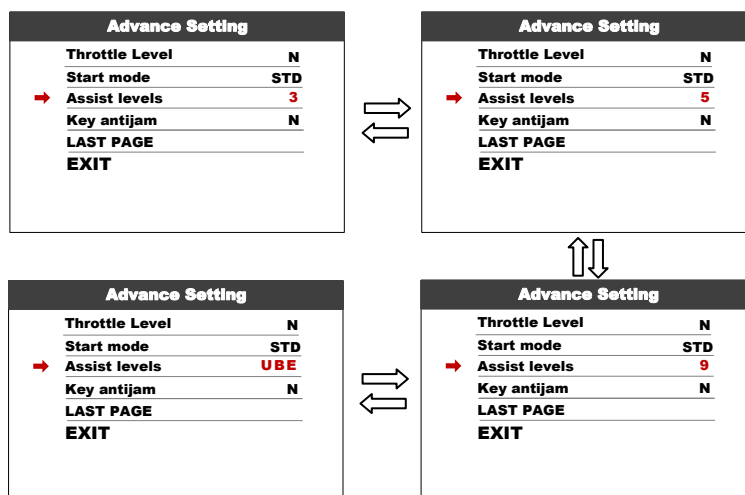 Advance Setting
Throttle Level N
Start mode STD
Assist levels 3
Key antijam N
LAST PAGE
EXIT
Advance Setting
Throttle Level N
Start mode STD
Assist levels 5
Key antijam N
LAST PAGE
EXIT
Advance Setting
Throttle Level N
Start mode STD
Assist levels UBE
Key antijam N
LAST PAGE
EXIT
Advance Setting
Throttle Level N
Start mode STD
Assist levels 9
Key antijam N
LAST PAGE
EXIT